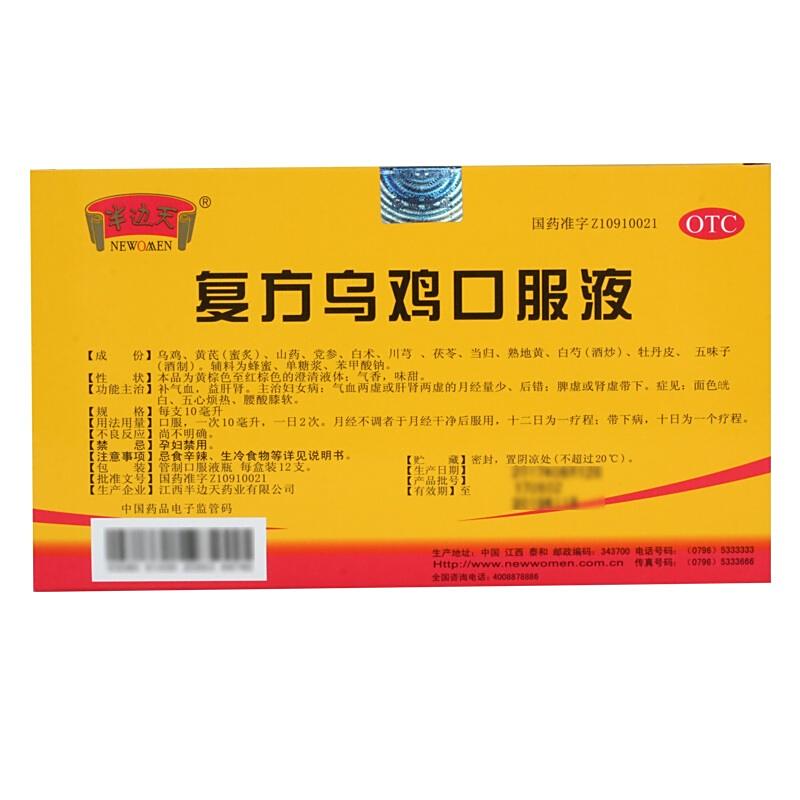 半边天®
NEWOMEN
国药准字Z10910021
OTC
复方乌鸡口服液
【成份】乌鸡、黄芪(蜜炙)、山药、党参、白术、川芎、茯苓、当归、熟地黄、白芍(酒炒)、牡丹皮、五味子
(酒制)。辅料为蜂蜜、单糖浆、苯甲酸钠。
【性状】本品为黄棕色至红棕色的澄清液体；气香，味甜。
【功能主治】补气血，益肝肾。主治妇女病；气血两虚或肝肾两虚的月经量少、后错；脾虚或肾虚带下。症见：面色㿠
白、五心烦热、腰酸膝软。
【规格】每支10毫升
【用法用量】口服，一次10毫升，一日2次。月经不调者于月经干净后服用，十二日为一疗程；带下病，十日为一个疗程。
【不良反应】尚不明确。
【禁忌】孕妇禁用。
【注意事项】忌食辛辣、生冷食物等详见说明书。
【包装】管制口服液瓶 每盒装12支。
【批准文号】国药准字Z10910021
【生产企业】江西半边天药业有限公司
【贮藏】密封，置阴凉处(不超过20℃)。
【生产日期】
【产品批号】
【有效期】至
中国药品电子监管码
生产地址：中国 江西 泰和 邮政编码：343700 电话号码：(0796) 5333333
Http://www.newwomen.com.cn 传真号码：(0796) 5333666
全国咨询电话：4008878886